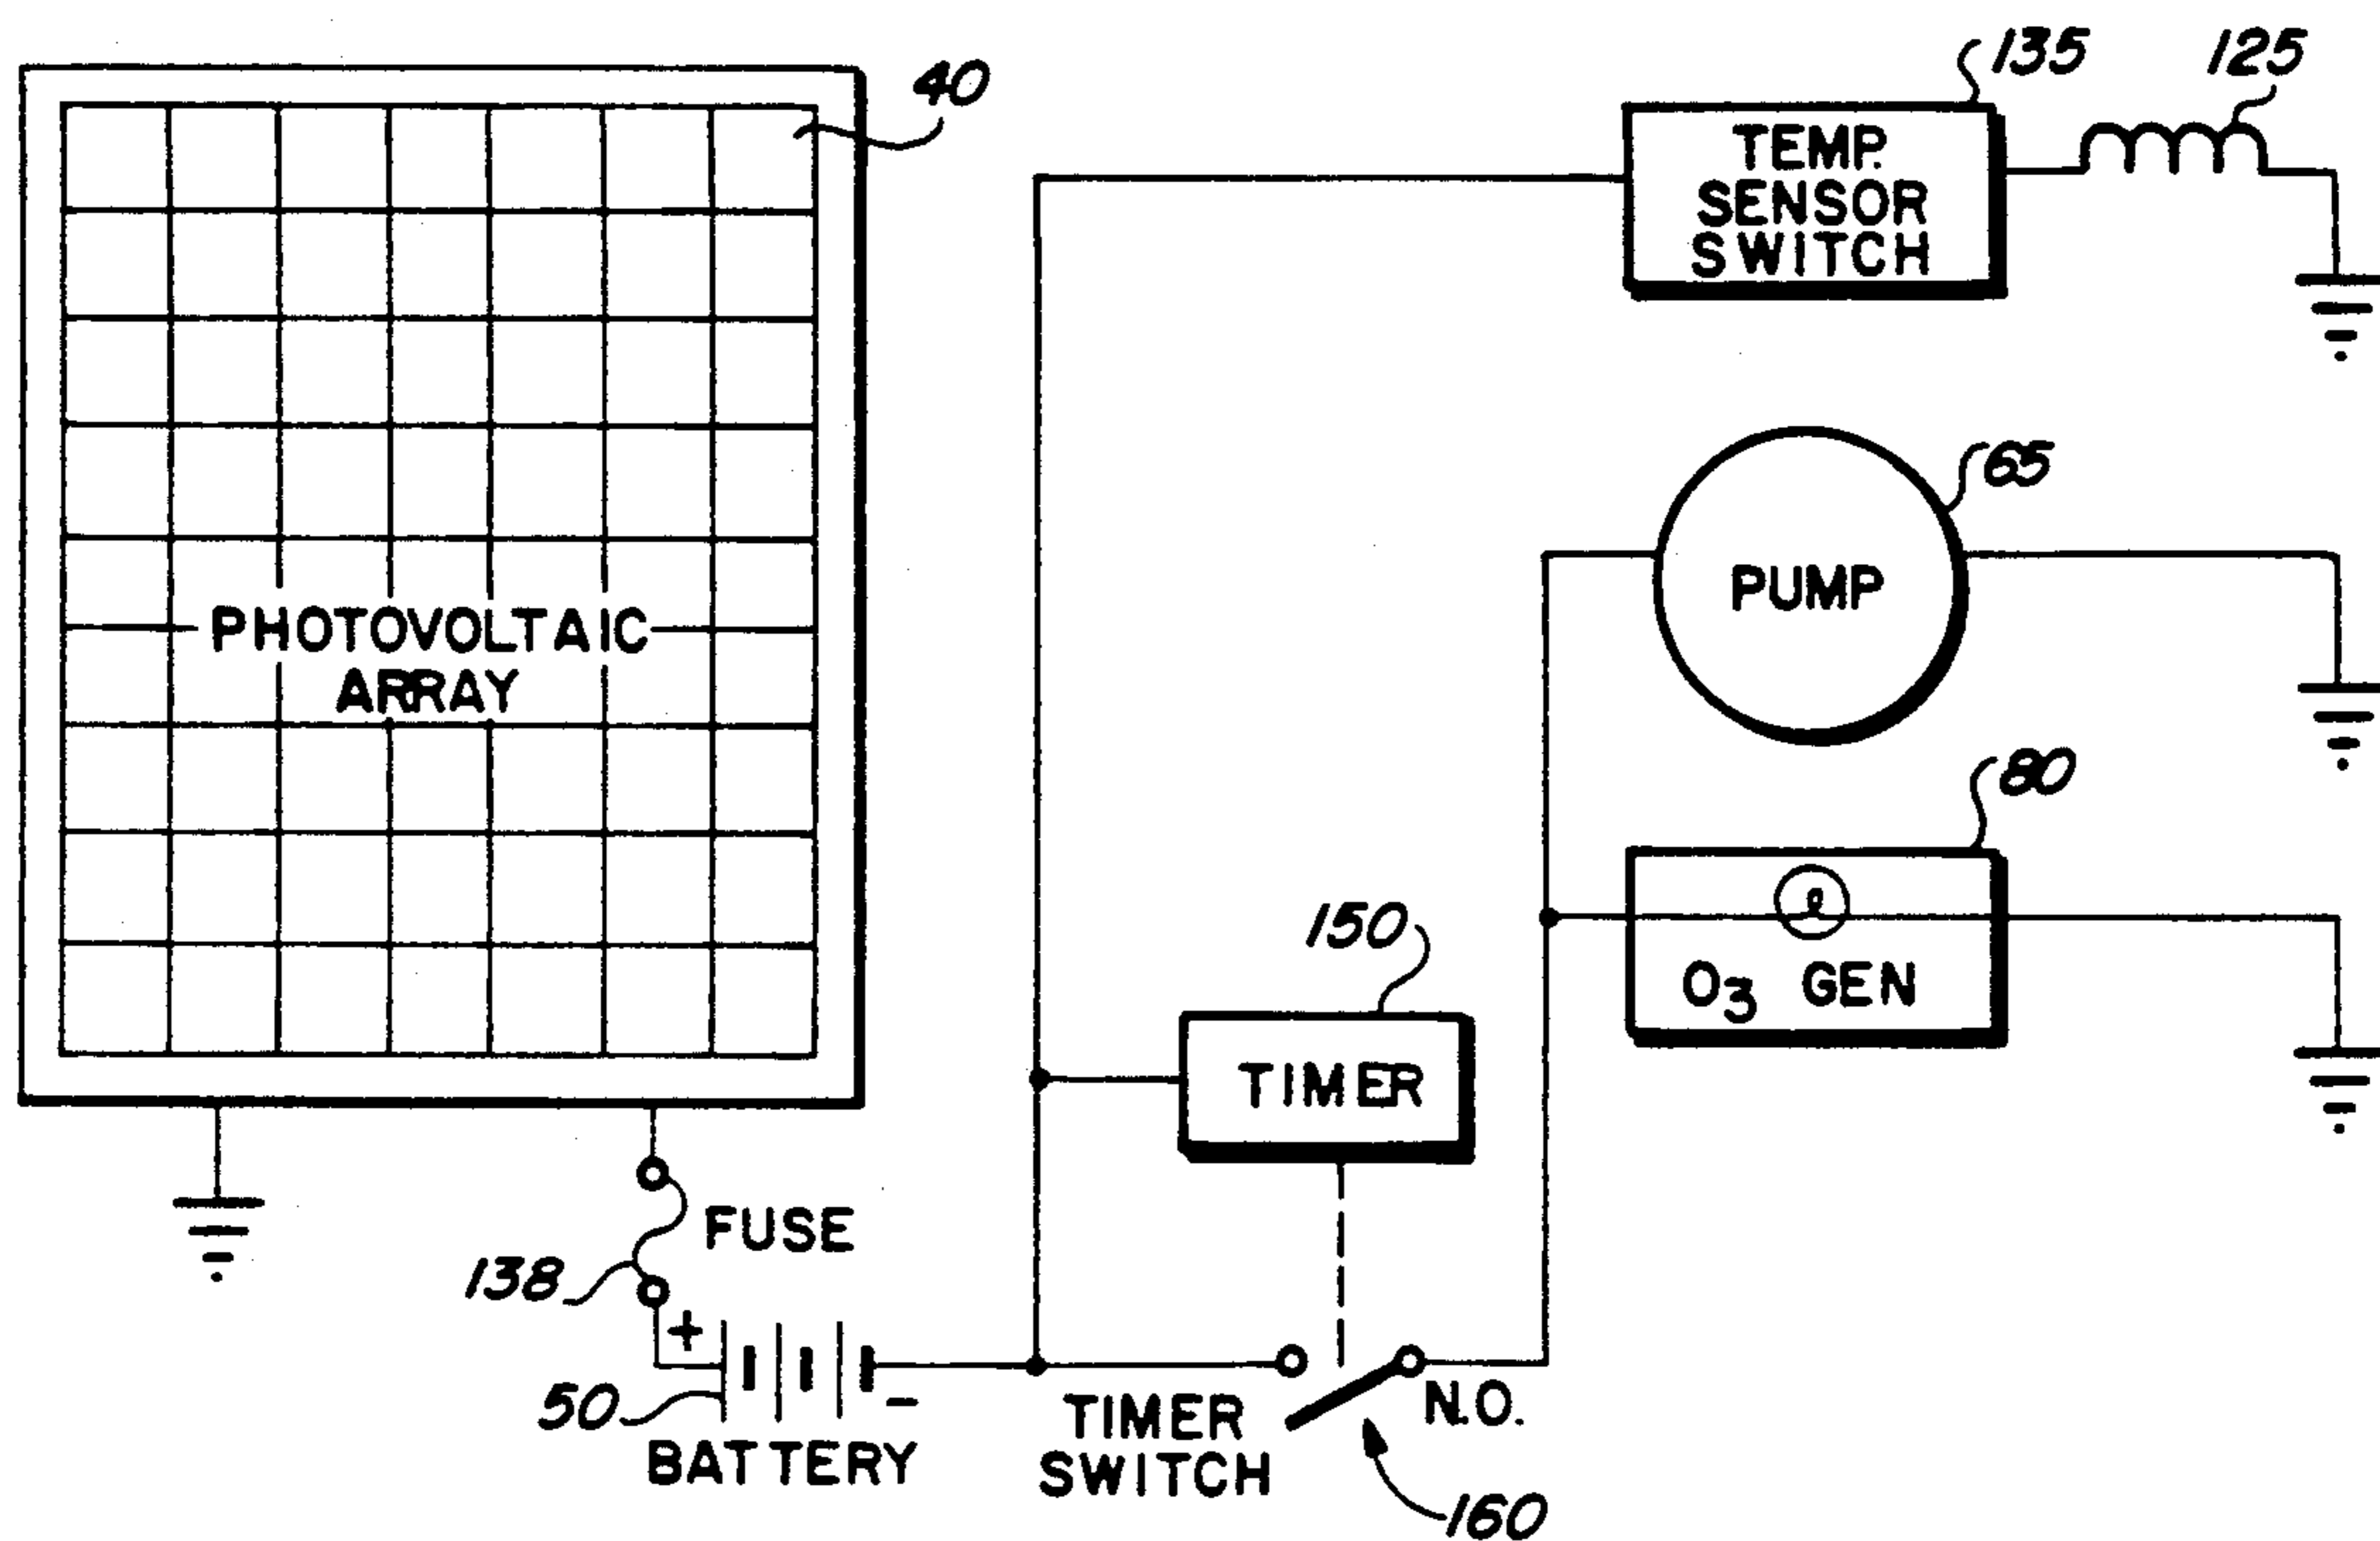 40
PHOTOVOLTAIC
ARRAY
135
125
TEMP.
SENSOR
SWITCH
65
PUMP
80
O3 GEN
150
TIMER
FUSE
138
+
50
-
BATTERY
TIMER
SWITCH
N.O.
160